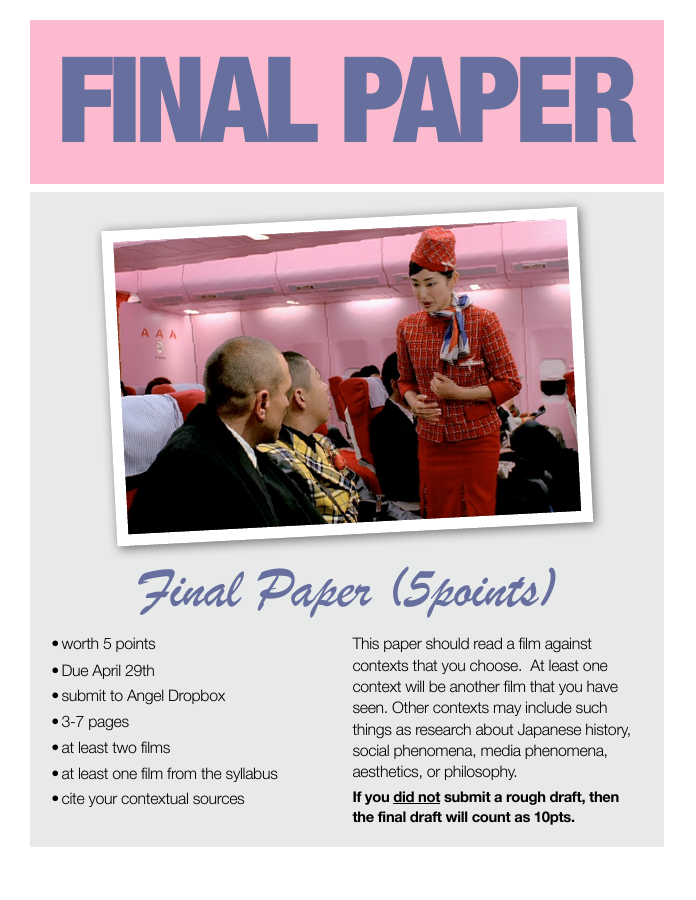 FINAL PAPER
A A A
Final Paper (5points)
• worth 5 points
• Due April 29th
• submit to Angel Dropbox
• 3-7 pages
• at least two films
• at least one film from the syllabus
• cite your contextual sources
This paper should read a film against
contexts that you choose.  At least one
context will be another film that you have
seen. Other contexts may include such
things as research about Japanese history,
social phenomena, media phenomena,
aesthetics, or philosophy.
If you did not submit a rough draft, then
the final draft will count as 10pts.